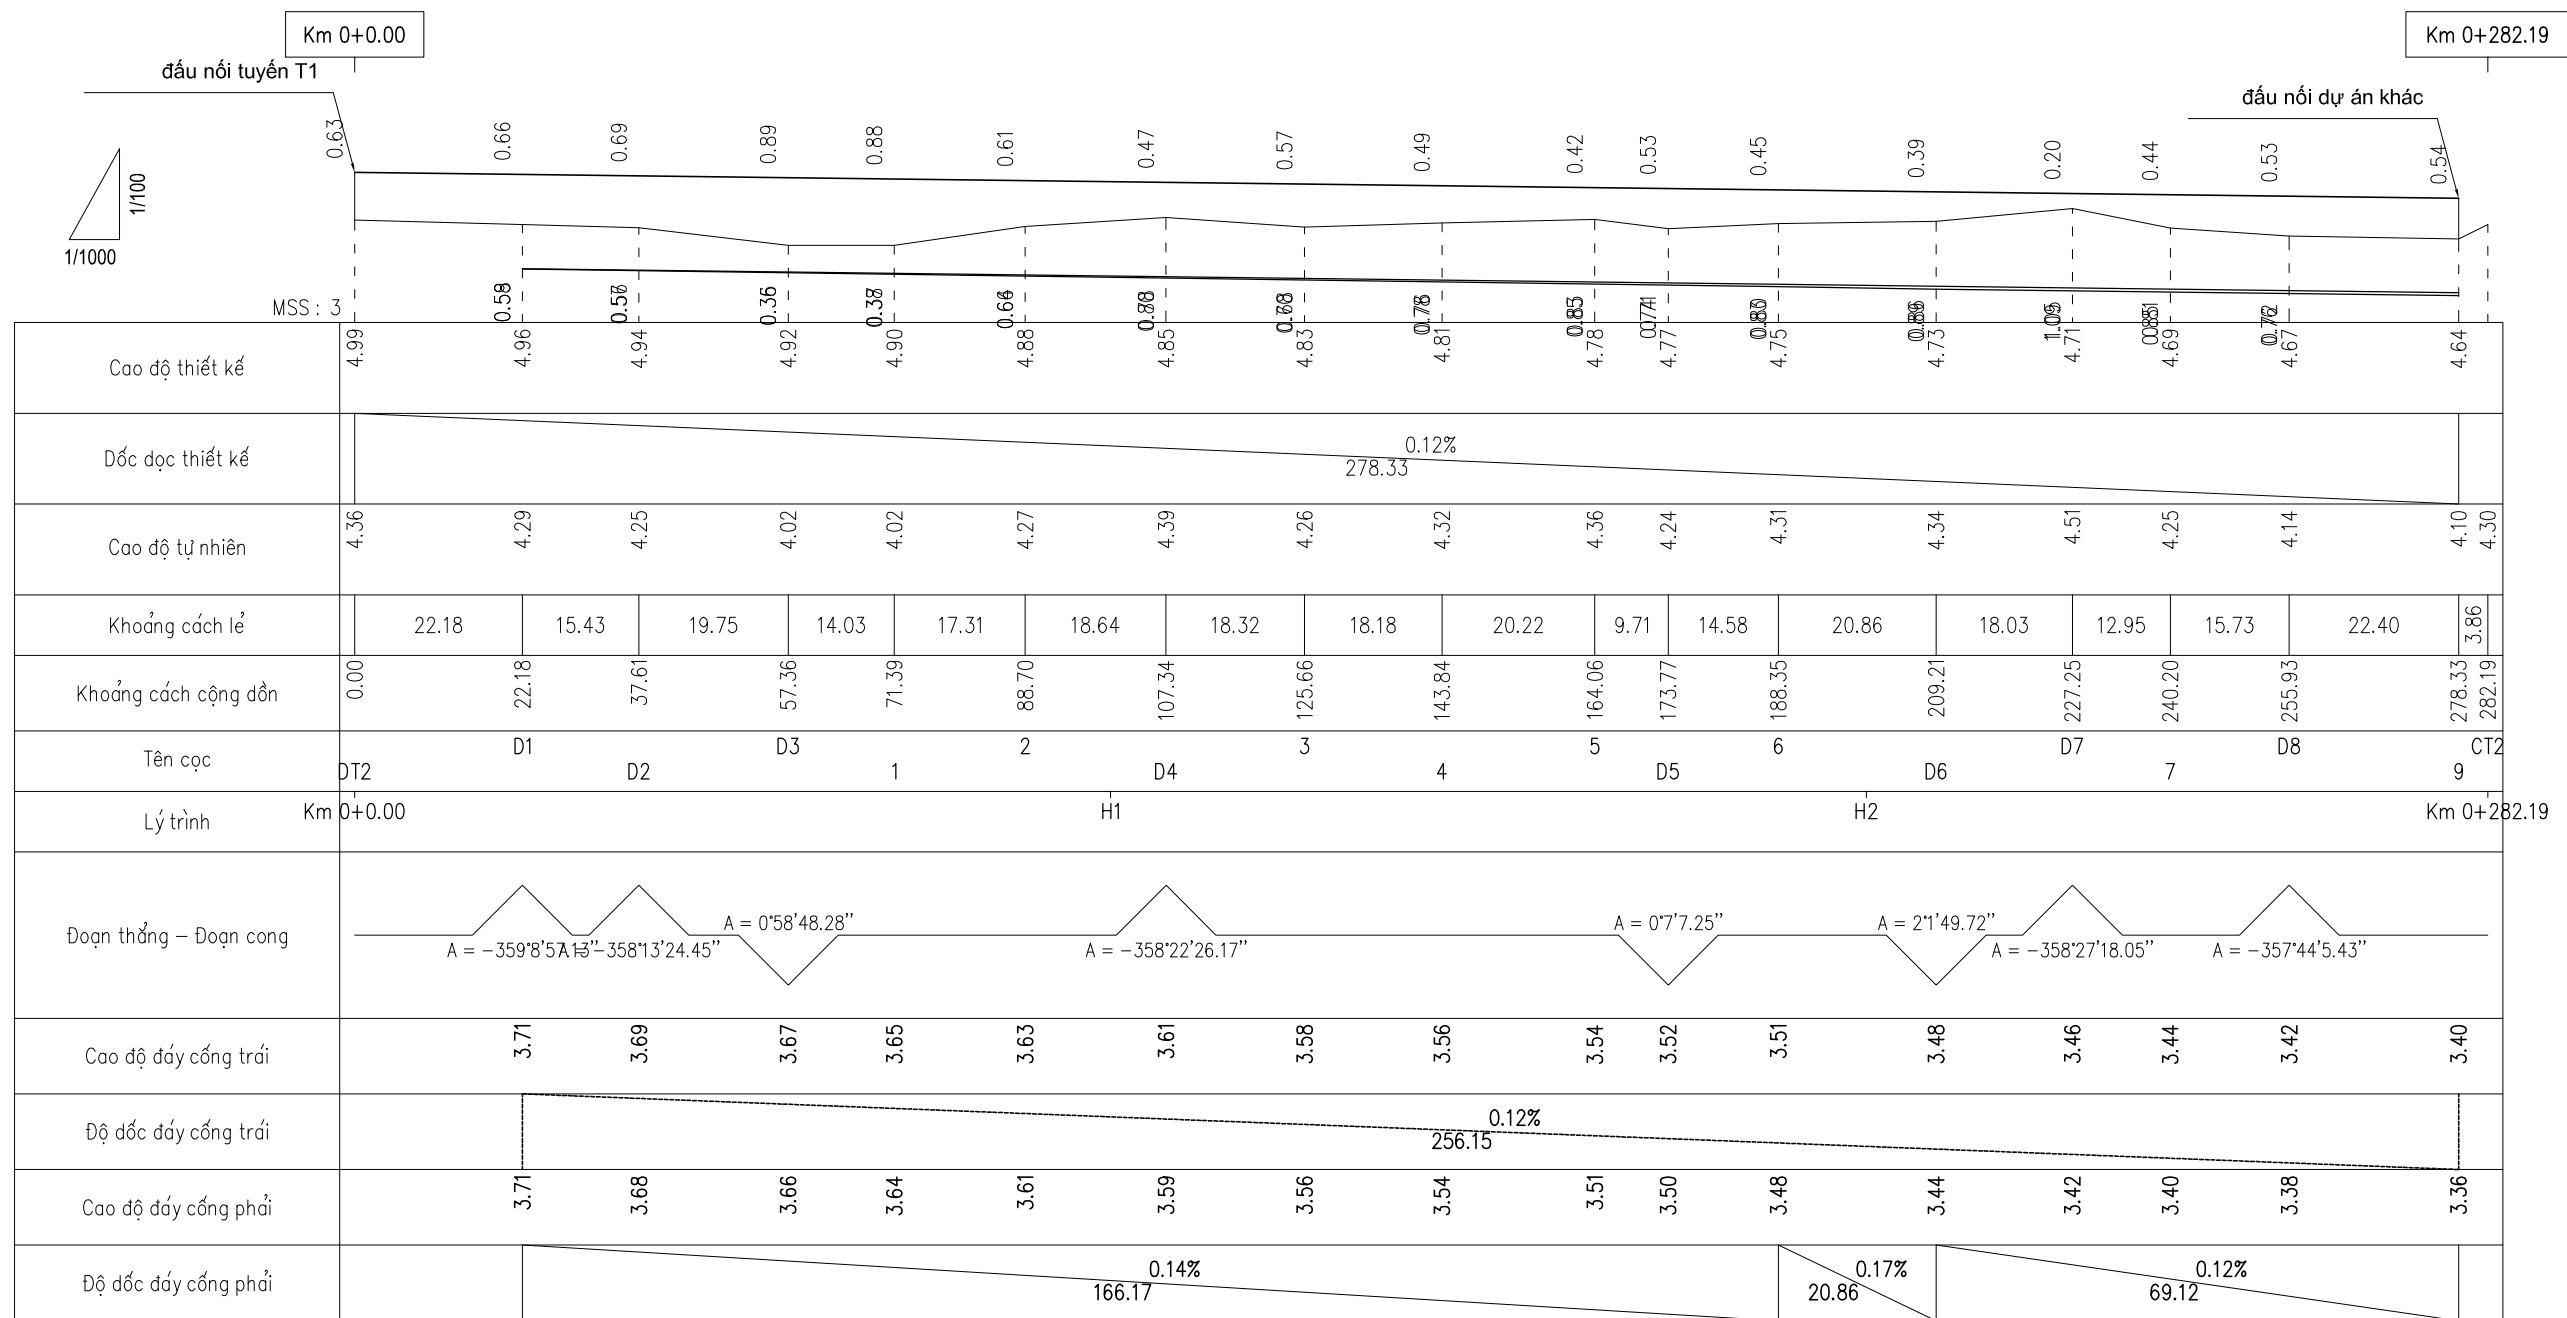 Km 0+0.00
Km 0+282.19
đấu nối tuyến T1
đấu nối dự án khác
0.63 0.66 0.69 0.89 0.88 0.61 0.47 0.57 0.49 0.42 0.53 0.45 0.39 0.20 0.44 0.53 0.54
1/100
1/1000
MSS : 3
Cao độ thiết kế 4.99 4.96 4.94 4.92 4.90 4.88 4.85 4.83 4.81 4.78 4.77 4.75 4.73 4.71 4.69 4.67 4.64
Dốc dọc thiết kế 0.12%
278.33
Cao độ tự nhiên 4.36 4.29 4.25 4.02 4.02 4.27 4.39 4.26 4.32 4.36 4.24 4.31 4.34 4.51 4.25 4.14 4.10 4.30
Khoảng cách lẻ 22.18 15.43 19.75 14.03 17.31 18.64 18.32 18.18 20.22 9.71 14.58 20.86 18.03 12.95 15.73 22.40 3.86
Khoảng cách cộng dồn 0.00 22.18 37.61 57.36 71.39 88.70 107.34 125.66 143.84 164.06 173.77 188.35 209.21 227.25 240.20 255.93 278.33 282.19
Tên cọc
D1 D3 2 3 5 6 D7 D8 CT2
DT2 D2 1 D4 4 D5 D6 7 9
Lý trình Km 0+0.00 H1 H2 Km 0+282.19
Đoạn thẳng – Đoạn cong
A = 0°58'48.28'' A = 0°7'7.25'' A = 2°1'49.72''
A = −359°8'57.13'' A = −358°13'24.45'' A = −358°22'26.17'' A = −358°27'18.05'' A = −357°44'5.43''
Cao độ đáy cống trái 3.71 3.69 3.67 3.65 3.63 3.61 3.58 3.56 3.54 3.52 3.51 3.48 3.46 3.44 3.42 3.40
Độ dốc đáy cống trái 0.12%
256.15
Cao độ đáy cống phải 3.71 3.68 3.66 3.64 3.61 3.59 3.56 3.54 3.51 3.50 3.48 3.44 3.42 3.40 3.38 3.36
Độ dốc đáy cống phải 0.14% 0.17% 0.12%
166.17 20.86 69.12